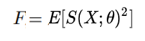 F = E[S(X; θ)²]